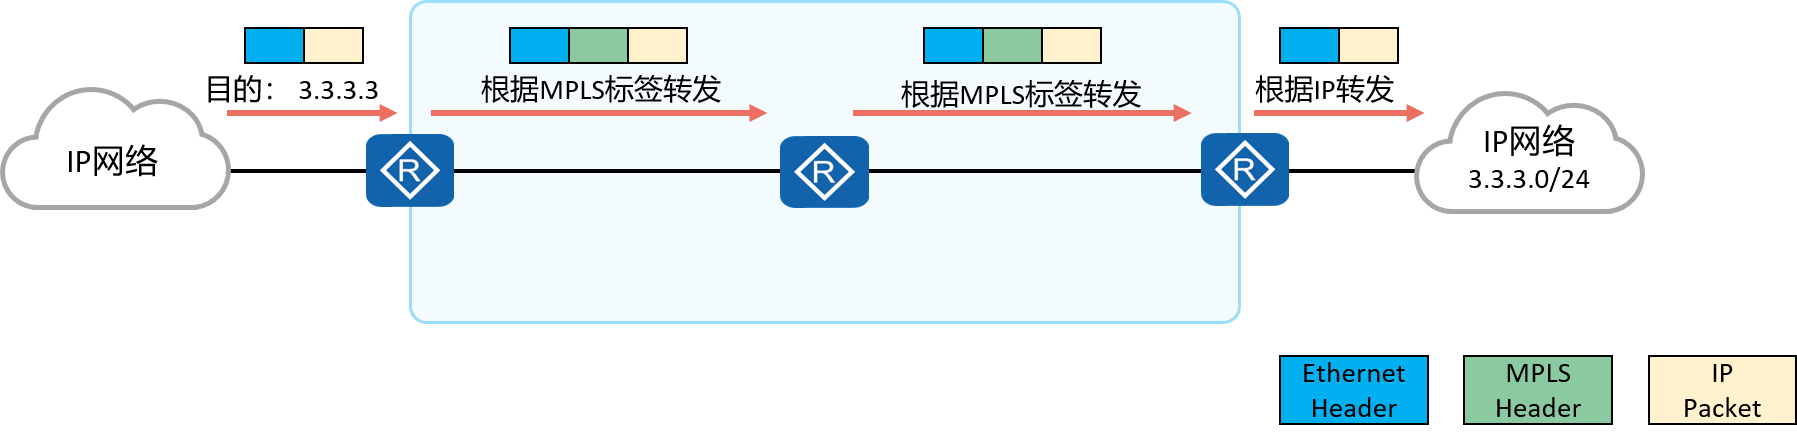 目的： 3.3.3.3
根据MPLS标签转发
根据MPLS标签转发
根据IP转发
IP网络
R
R
R
IP网络
3.3.3.0/24
Ethernet
Header
MPLS
Header
IP
Packet